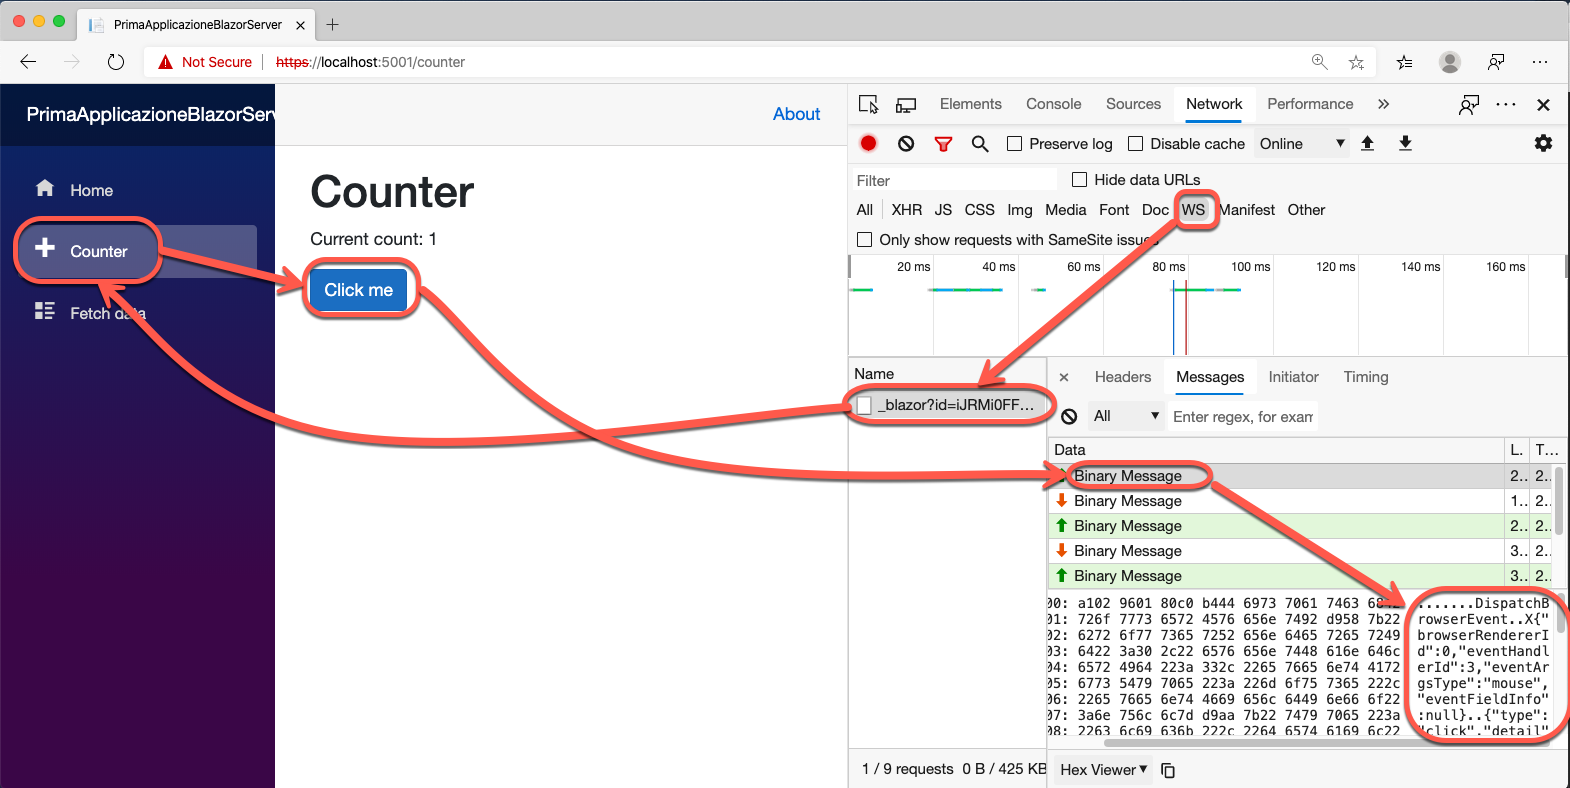 PrimaApplicazioneBlazorServer
Not Secure
https://localhost:5001/counter
PrimaApplicazioneBlazorServ
Home
Counter
Fetch data
About
Counter
Current count: 1
Click me
Elements Console Sources Network Performance
Preserve log Disable cache Online
Filter Hide data URLs
All XHR JS CSS Img Media Font Doc WS Manifest Other
Only show requests with SameSite issues
20 ms 40 ms 60 ms 80 ms 100 ms 120 ms 140 ms 160 ms
Name
_blazor?id=iJRMi0FF...
Headers Messages Initiator Timing
All Enter regex, for exam
Data L. T...
Binary Message 2.. 2..
Binary Message 1.. 2..
Binary Message 2.. 2..
Binary Message 3.. 2..
Binary Message 3.. 2..
00: a102 9601 80c0 b444 6973 7061 7463 6842 .......DispatchB
01: 726f 7773 6572 4576 656e 7492 d958 7b22 rowserEvent..X{"
02: 6272 6f77 7365 7252 656e 6465 7265 7249 browserRendererI
03: 6422 3a30 2c22 6576 656e 7448 616e 646c d":0,"eventHandl
04: 6572 4964 223a 332c 2265 7665 6e74 4172 erId":3,"eventAr
05: 6773 5479 7065 223a 226d 6f75 7365 222c gsType":"mouse",
06: 2265 7665 6e74 4669 656c 6449 6e66 6f22 "eventFieldInfo"
07: 3a6e 756c 6c7d d9aa 7b22 7479 7065 223a :null}..{"type":
08: 2263 6c69 636b 222c 2264 6574 6169 6c22 "click","detail"
1 / 9 requests 0 B / 425 KB
Hex Viewer